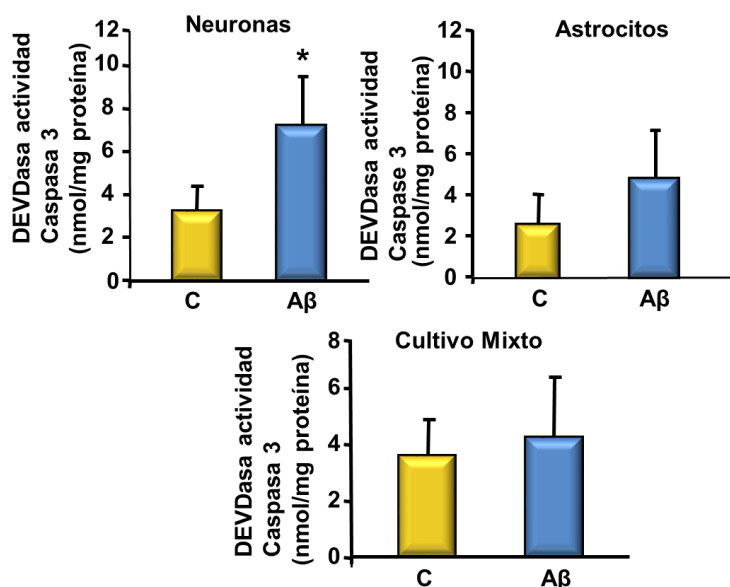 Neuronas
DEVDasa actividad
Caspasa 3
(nmol/mg proteína)
12
10
8
6
4
2
0
*
C
Aβ
Astrocitos
DEVDasa actividad
Caspase 3
(nmol/mg proteína)
12
10
8
6
4
2
0
C
Aβ
Cultivo Mixto
DEVDasa actividad
Caspasa 3
(nmol/mg proteína)
8
6
4
2
0
C
Aβ